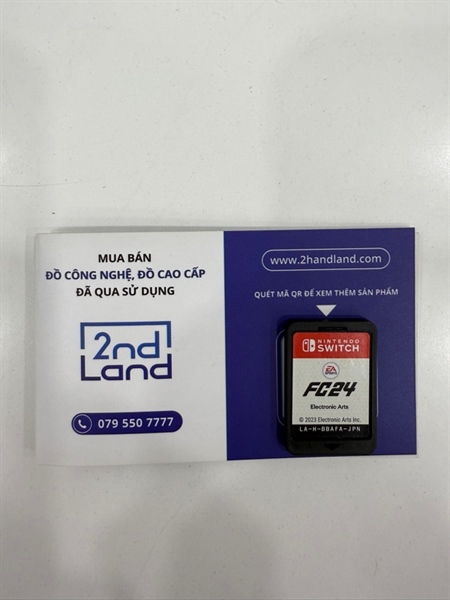 MUA BÁN
ĐỒ CÔNG NGHỆ, ĐỒ CAO CẤP
ĐÃ QUA SỬ DỤNG
2nd
Land
079 550 7777
www.2handland.com
QUÉT MÃ QR ĐỂ XEM THÊM SẢN PHẨM
NINTENDO
SWITCH
EA
SPORTS
FC24
Electronic Arts
© 2023 Electronic Arts Inc.
LA-H-BBAFA-JPN